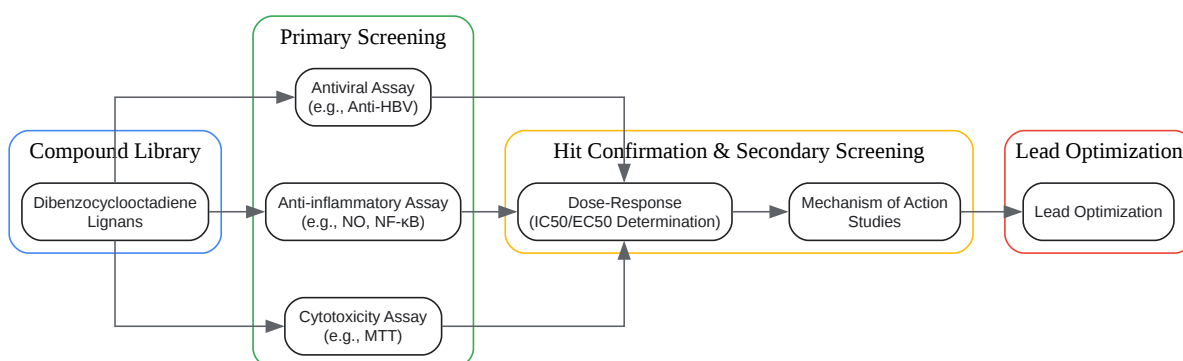 Primary Screening
Antiviral Assay
(e.g., Anti-HBV)
Compound Library
Dibenzocyclooctadiene
Lignans
Anti-inflammatory Assay
(e.g., NO, NF-κB)
Cytotoxicity Assay
(e.g., MTT)
Hit Confirmation & Secondary Screening
Dose-Response
(IC50/EC50 Determination)
Mechanism of Action
Studies
Lead Optimization
Lead Optimization